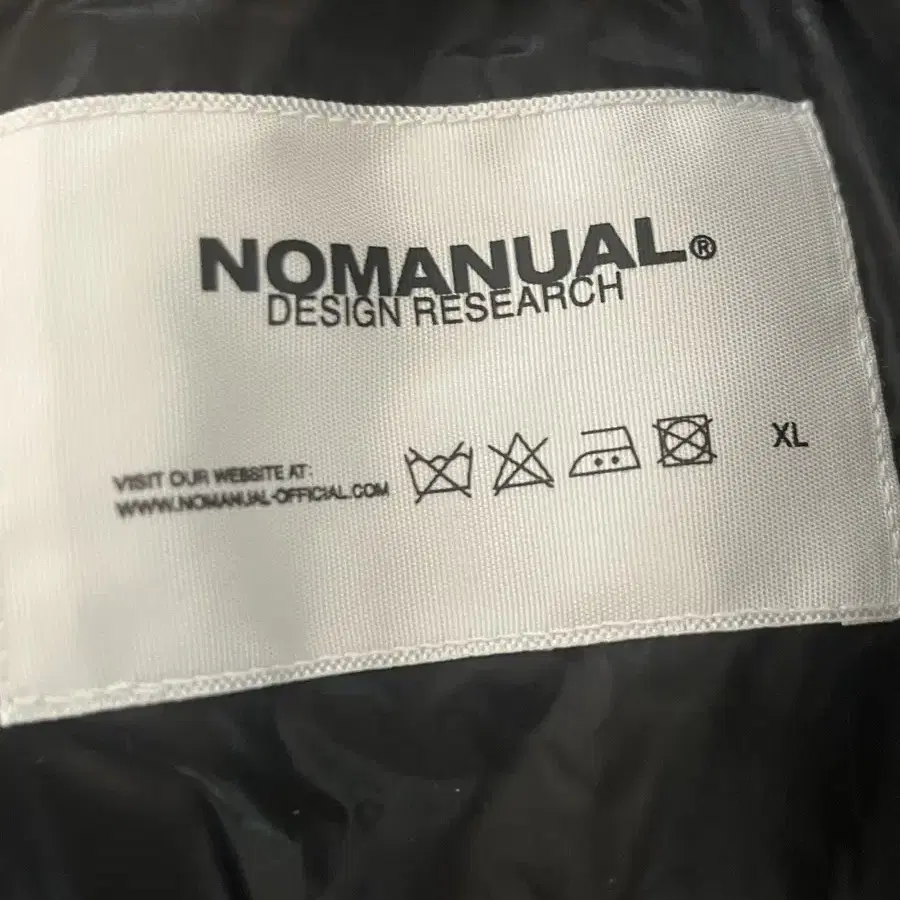 NOMANUAL®
DESIGN RESEARCH
VISIT OUR WEBSITE AT:
WWW.NOMANUAL-OFFICIAL.COM
XL